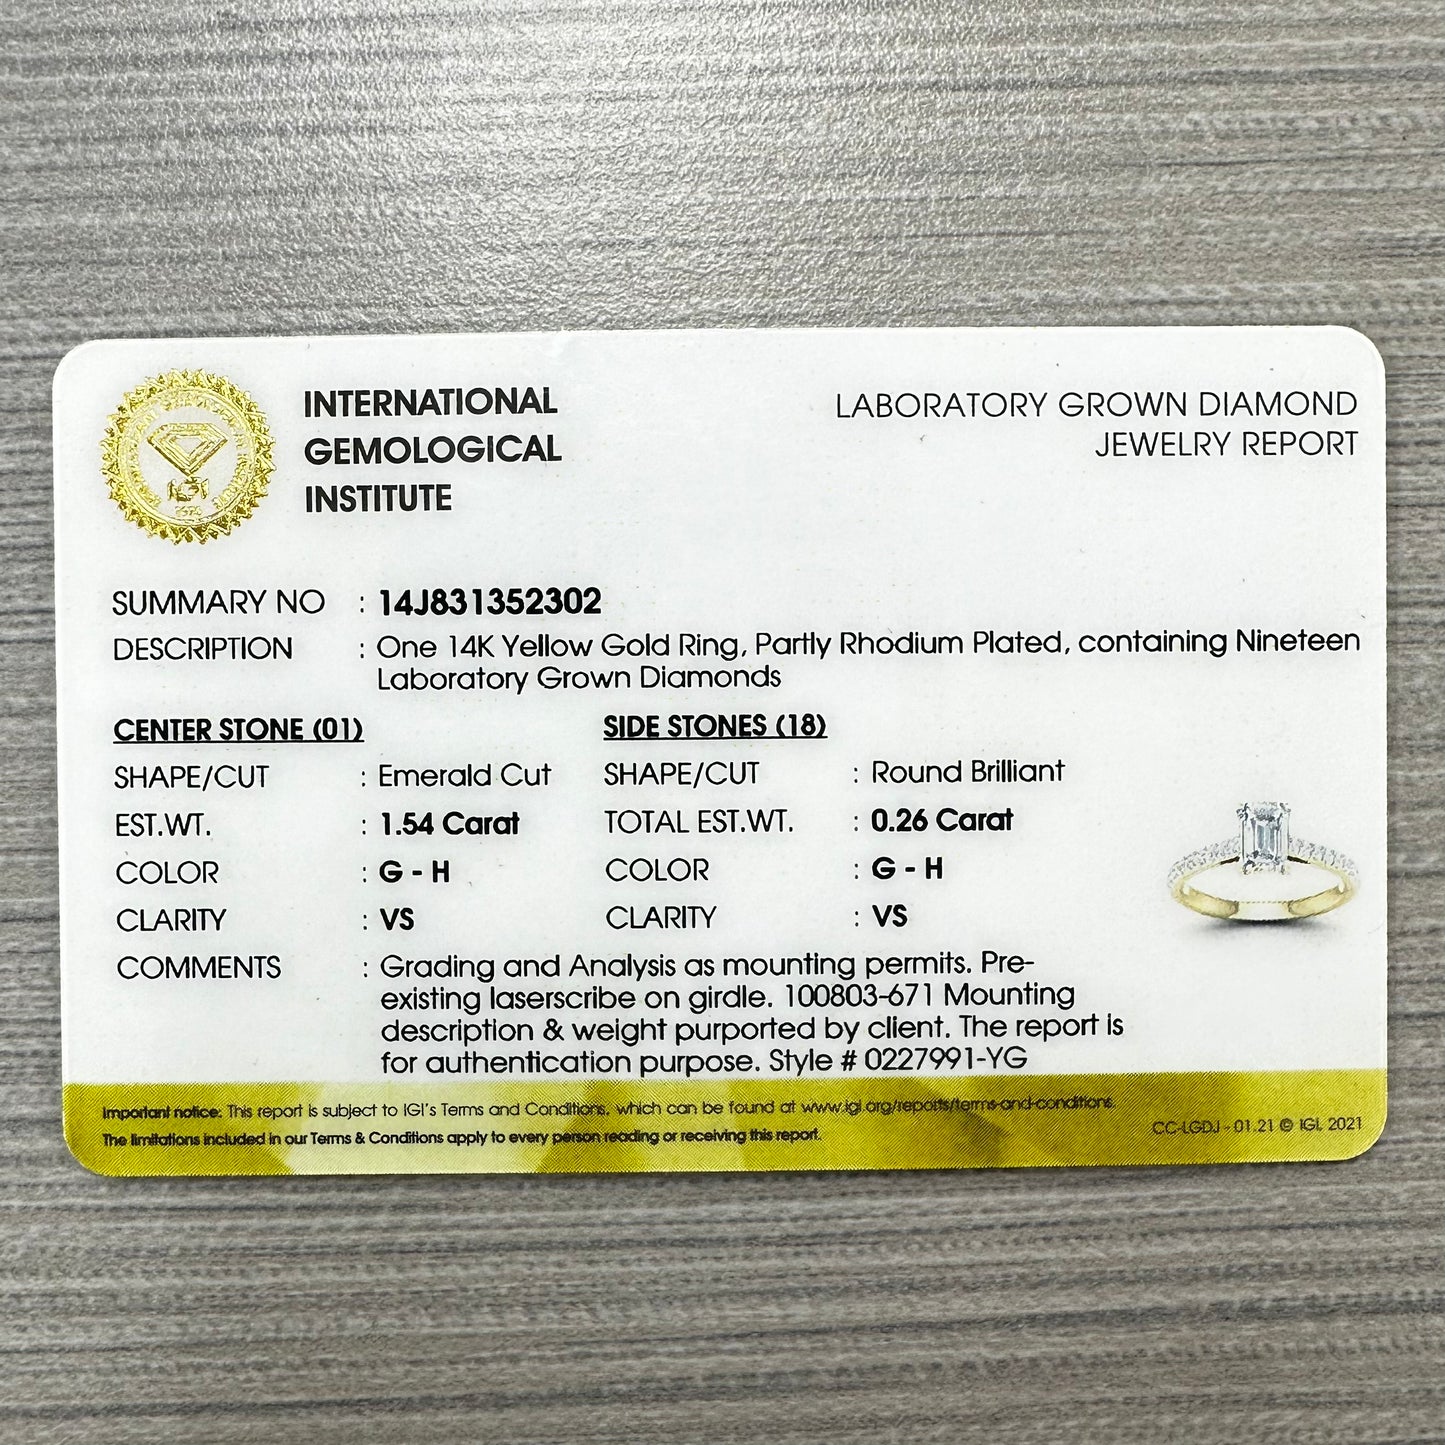 INTERNATIONAL
GEMOLOGICAL
INSTITUTE
LABORATORY GROWN DIAMOND
JEWELRY REPORT
SUMMARY NO : 14J831352302
DESCRIPTION : One 14K Yellow Gold Ring, Partly Rhodium Plated, containing Nineteen
Laboratory Grown Diamonds
CENTER STONE (01) SIDE STONES (18)
SHAPE/CUT : Emerald Cut SHAPE/CUT : Round Brilliant
EST.WT. : 1.54 Carat TOTAL EST.WT. : 0.26 Carat
COLOR : G - H COLOR : G - H
CLARITY : VS CLARITY : VS
COMMENTS : Grading and Analysis as mounting permits. Pre-
existing laserscribe on girdle. 100803-671 Mounting
description & weight purported by client. The report is
for authentication purpose. Style # 0227991-YG
Important notice: This report is subject to IGI's Terms and Conditions, which can be found at www.igi.org/reports/terms-and-conditions.
The limitations included in our Terms & Conditions apply to every person reading or receiving this report.
CC-LGDJ - 01.21 © IGI, 2021